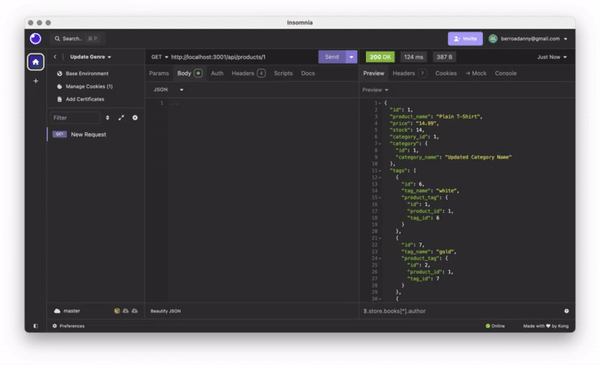 Insomnia
Search.. ⌘ P
Invite
berroadanny@gmail.com
Update Genre
GET http://localhost:3001/api/products/1
Send
200 OK 124 ms 387 B
Just Now
Base Environment
Manage Cookies (1)
Add Certificates
Params Body Auth Headers 4 Scripts Docs
Preview Headers 7 Cookies → Mock Console
JSON
Preview
Filter
GET New Request
1 ...
1 {
2 "id": 1,
3 "product_name": "Plain T-Shirt",
4 "price": "14.99",
5 "stock": 14,
6 "category_id": 1,
7 "category": {
8 "id": 1,
9 "category_name": "Updated Category Name"
10 },
11 "tags": [
12 {
13 "id": 6,
14 "tag_name": "white",
15 "product_tag": {
16 "id": 1,
17 "product_id": 1,
18 "tag_id": 6
19 }
20 },
21 {
22 "id": 7,
23 "tag_name": "gold",
24 "product_tag": {
25 "id": 2,
26 "product_id": 1,
27 "tag_id": 7
28 }
29 },
30 {
master
Beautify JSON
$.store.books[*].author
Preferences
Online
Made with ♥ by Kong